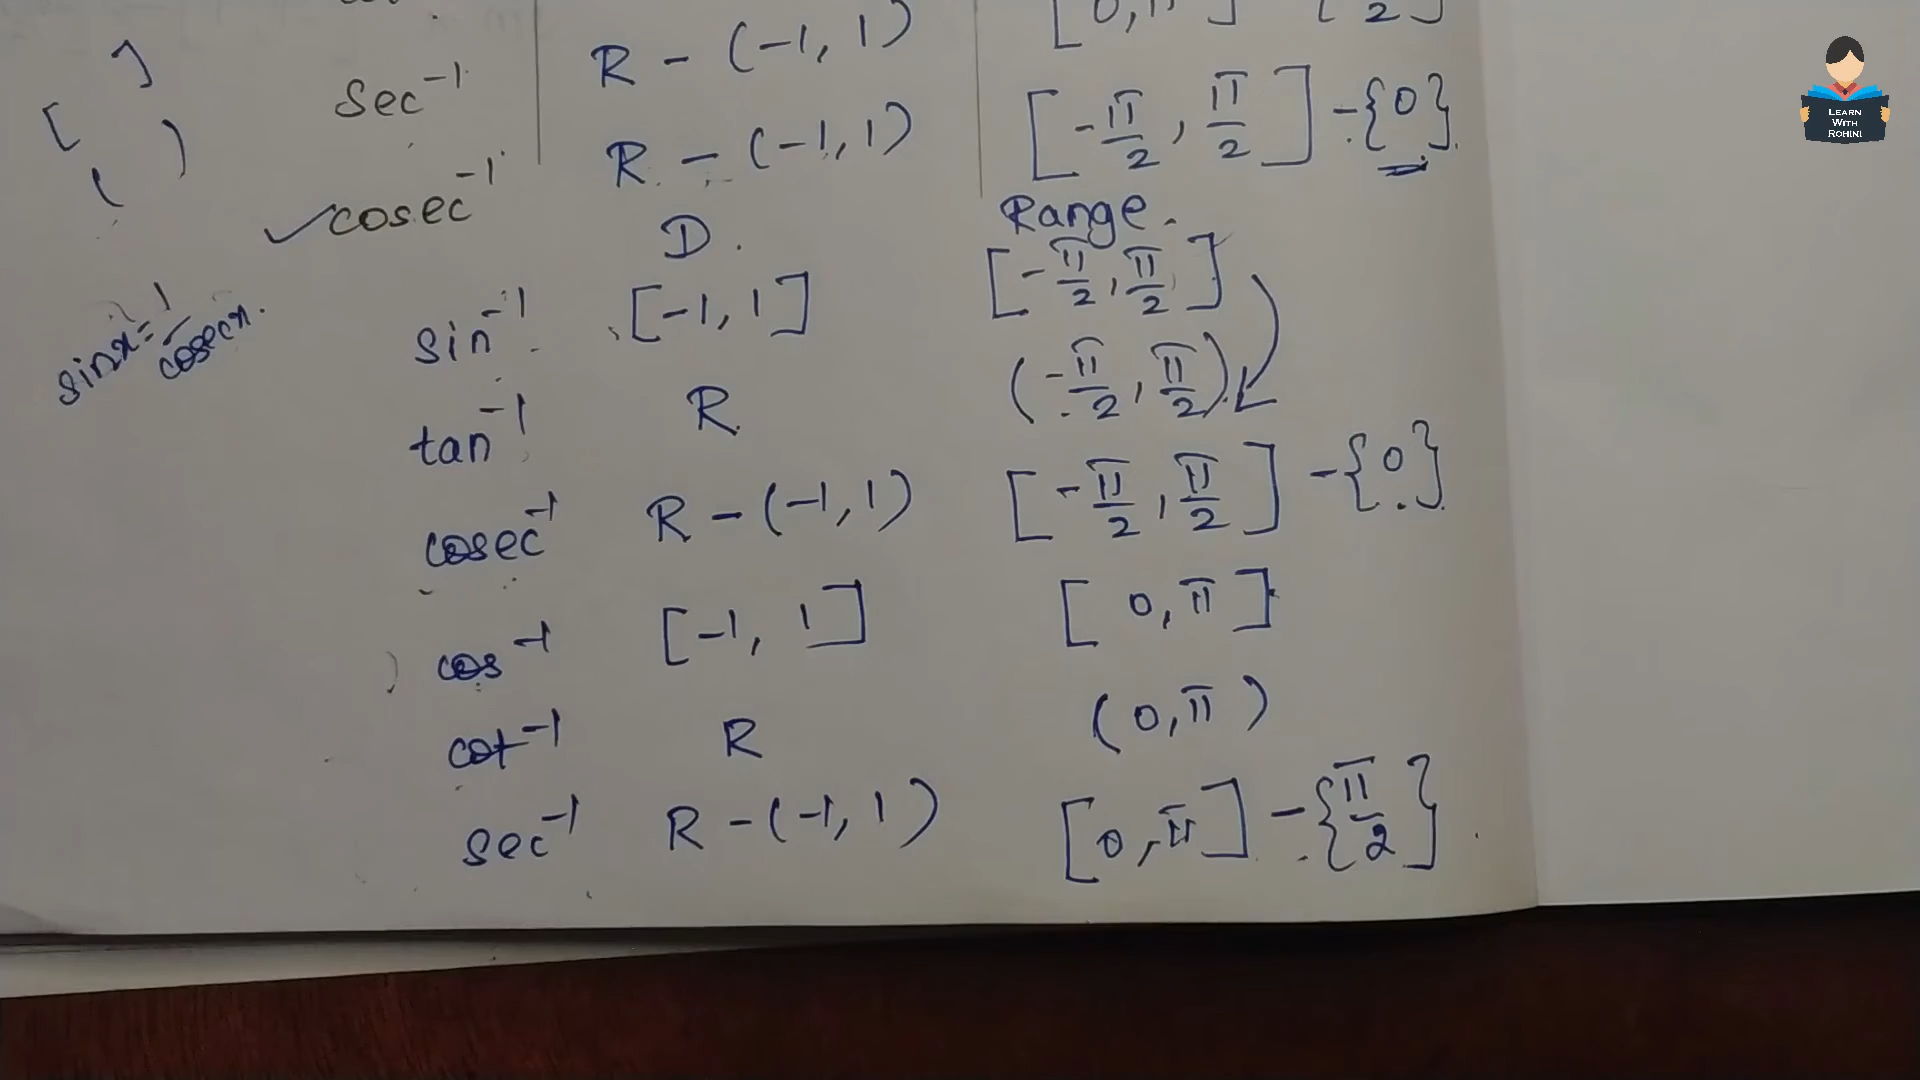 [0, π] {π/2}
sec⁻¹ R - (-1, 1)
cosec⁻¹ R - (-1, 1) [-π/2, π/2] - {0}
D. Range.
sinx = 1/cosecx.
sin⁻¹ [-1, 1] [-π/2, π/2]
tan⁻¹ R (-π/2, π/2)
cosec⁻¹ R - (-1, 1) [-π/2, π/2] - {0}
cos⁻¹ [-1, 1] [0, π]
cot⁻¹ R (0, π)
sec⁻¹ R - (-1, 1) [0, π] - {π/2}
LEARN
WITH
ROHINI